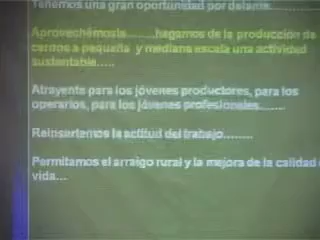 Tenemos una gran oportunidad por delante..............
Aprovechémosla........hagamos de la producción de
cerdos a pequeña y mediana escala una actividad
sustentable.....
Atrayente para los jóvenes productores, para los
operarios, para los jóvenes profesionales........
Reinsertemos la actitud del trabajo........
Permitamos el arraigo rural y la mejora de la calidad
vida...